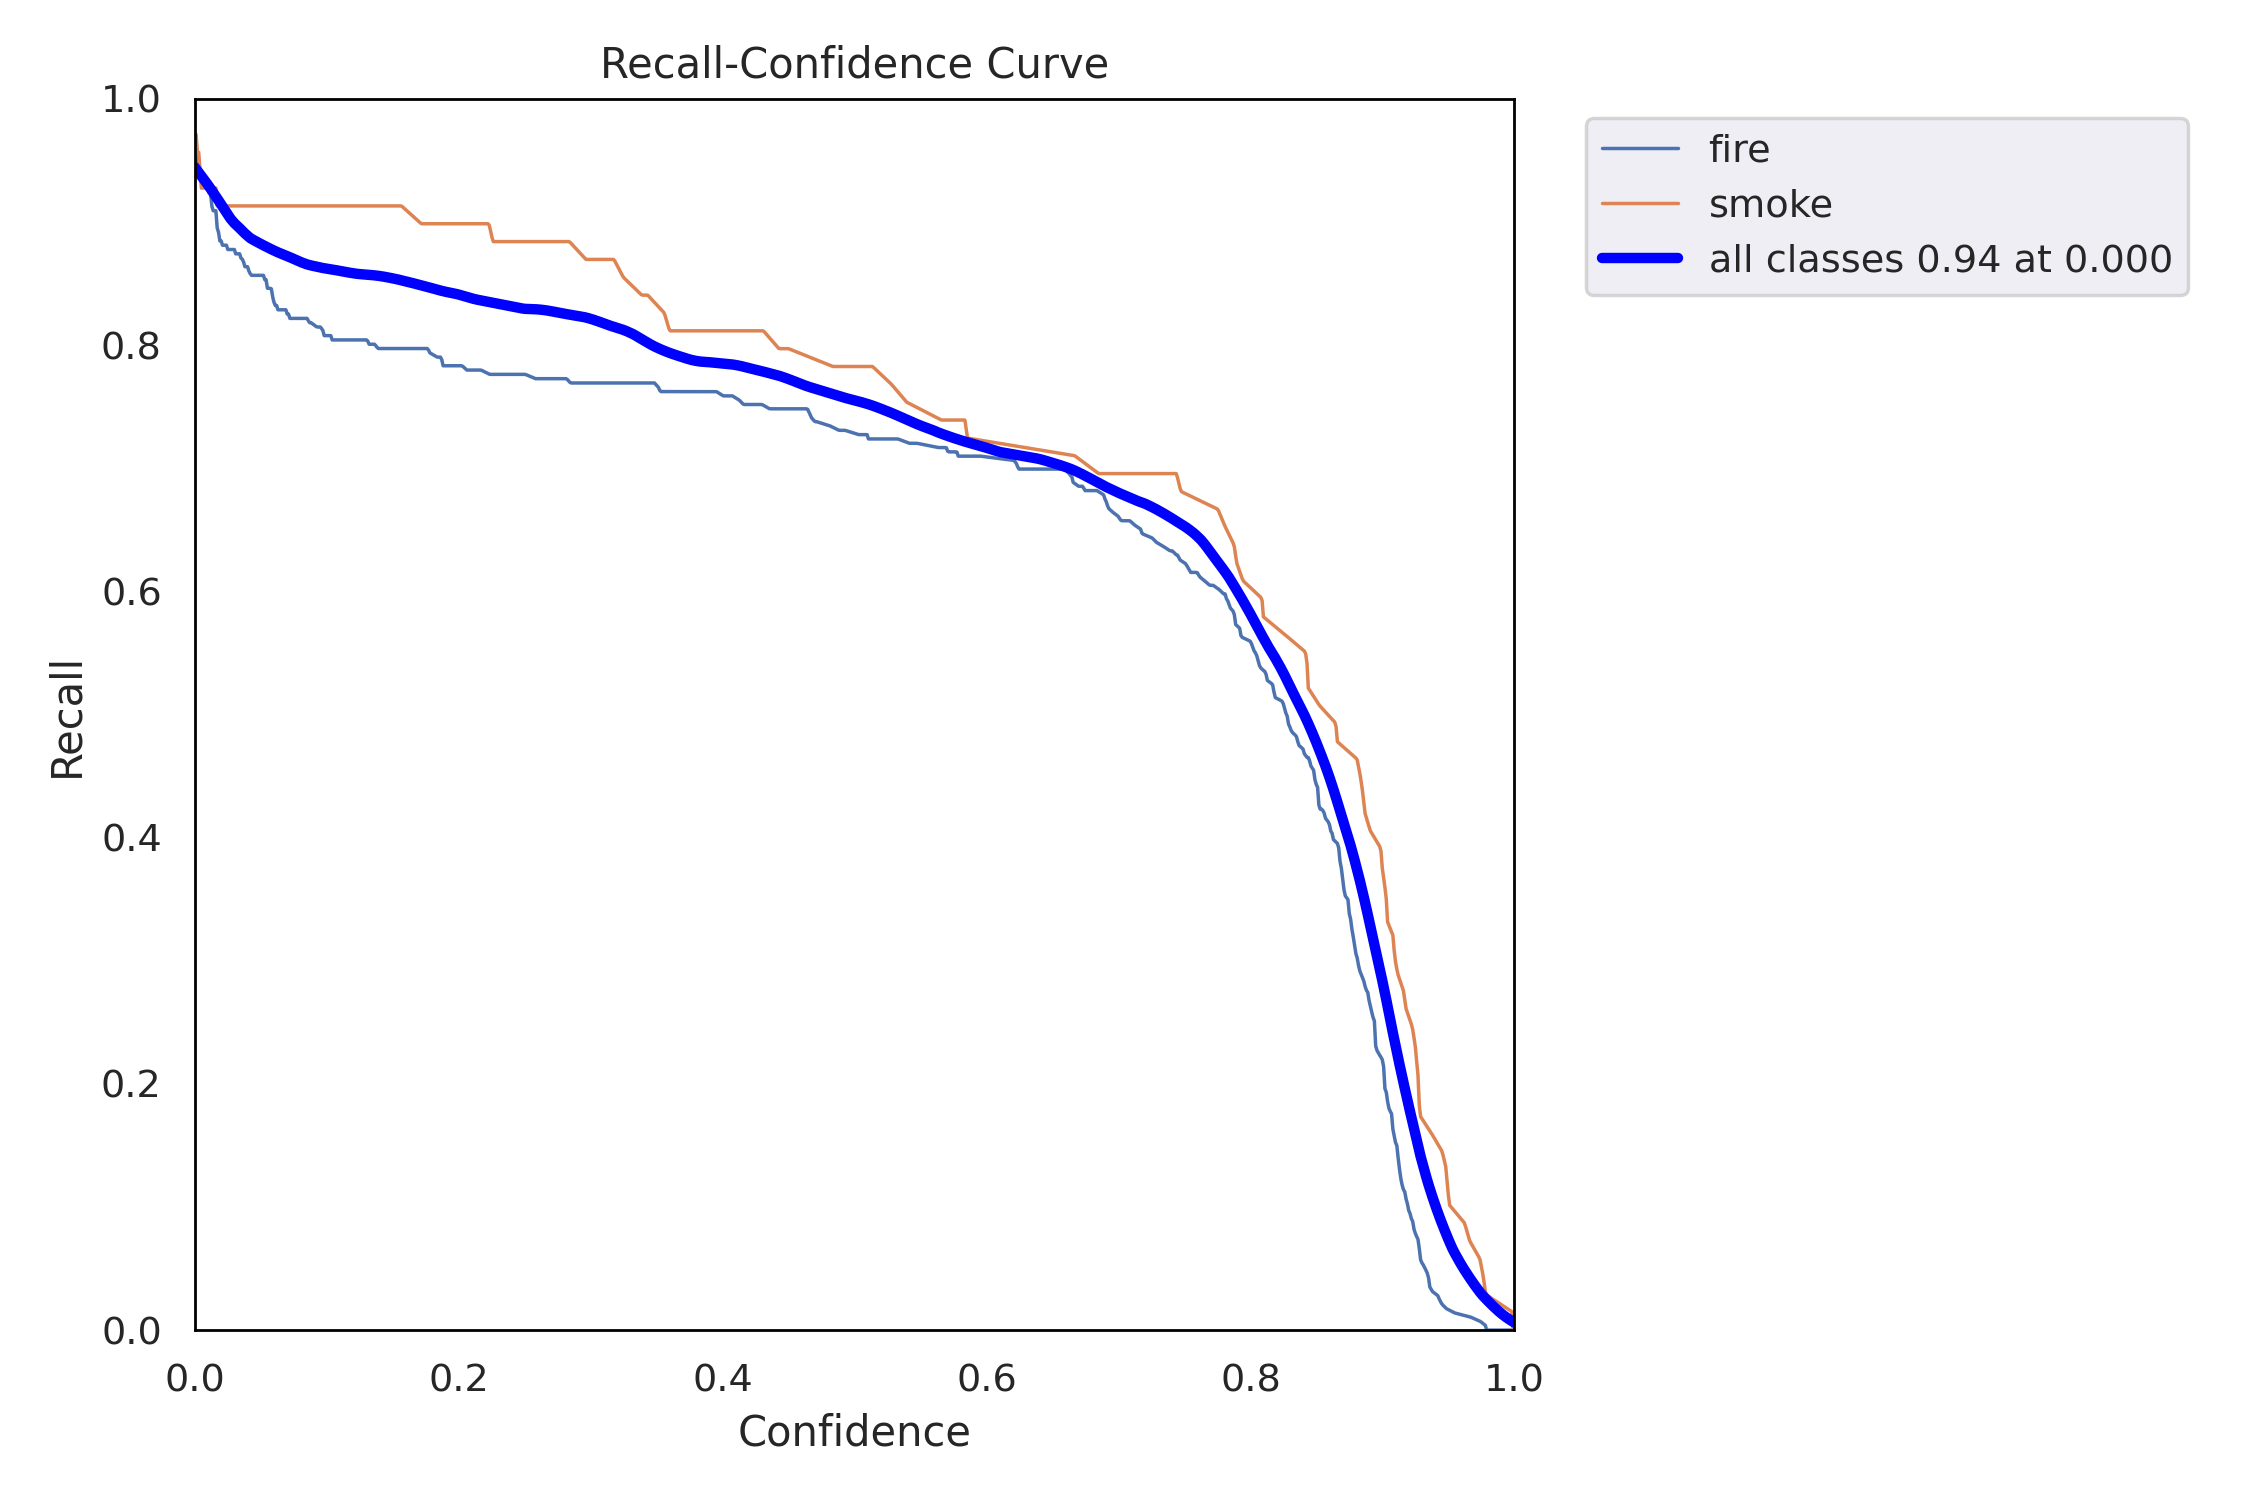 Recall-Confidence Curve
1.0
0.8
0.6
0.4
0.2
0.0
Recall
0.0 0.2 0.4 0.6 0.8 1.0
Confidence
fire
smoke
all classes 0.94 at 0.000